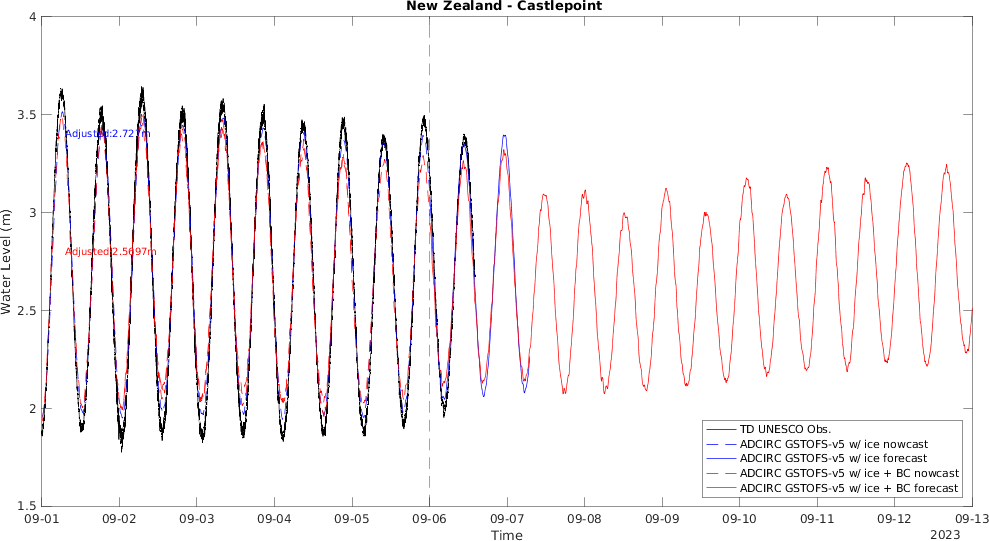 New Zealand - Castlepoint
4
3.5
3
2.5
2
1.5
Water Level (m)
Adjusted:2.727m
Adjusted:2.5697m
TD UNESCO Obs.
ADCIRC GSTOFS-v5 w/ ice nowcast
ADCIRC GSTOFS-v5 w/ ice forecast
ADCIRC GSTOFS-v5 w/ ice + BC nowcast
ADCIRC GSTOFS-v5 w/ ice + BC forecast
09-01 09-02 09-03 09-04 09-05 09-06 09-07 09-08 09-09 09-10 09-11 09-12 09-13
Time
2023